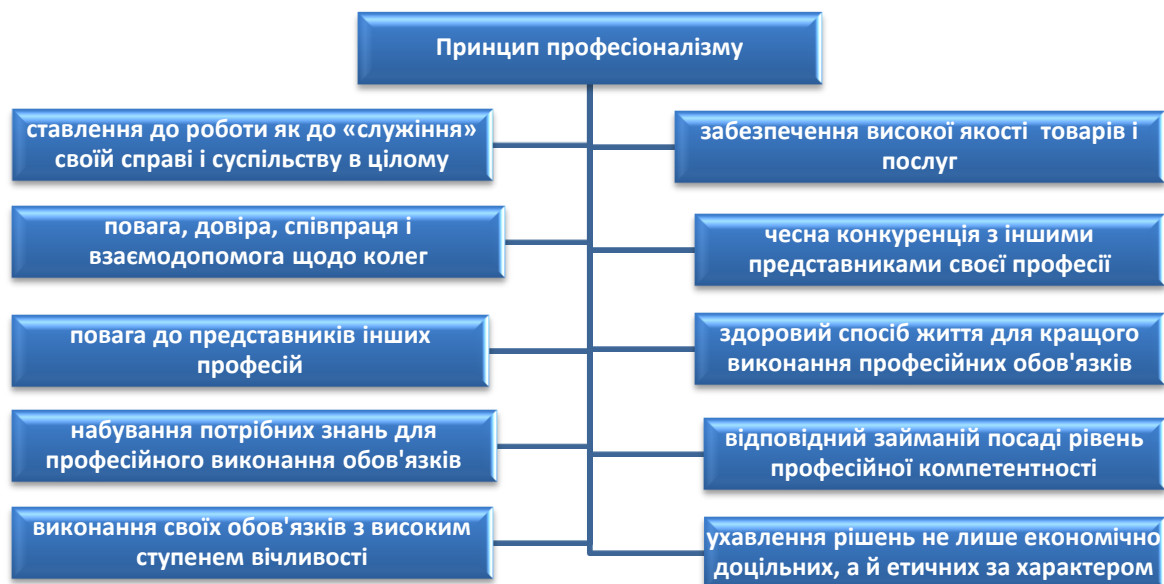 Принцип професіоналізму
ставлення до роботи як до «служіння»
своїй справі і суспільству в цілому
повага, довіра, співпраця і
взаємодопомога щодо колег
повага до представників інших
професій
набування потрібних знань для
професійного виконання обов'язків
виконання своїх обов'язків з високим
ступенем вічливості
забезпечення високої якості товарів і
послуг
чесна конкуренція з іншими
представниками своєї професії
здоровий спосіб життя для кращого
виконання професійних обов'язків
відповідний займаній посаді рівень
професійної компетентності
ухавлення рішень не лише економічно
доцільних, а й етичних за характером